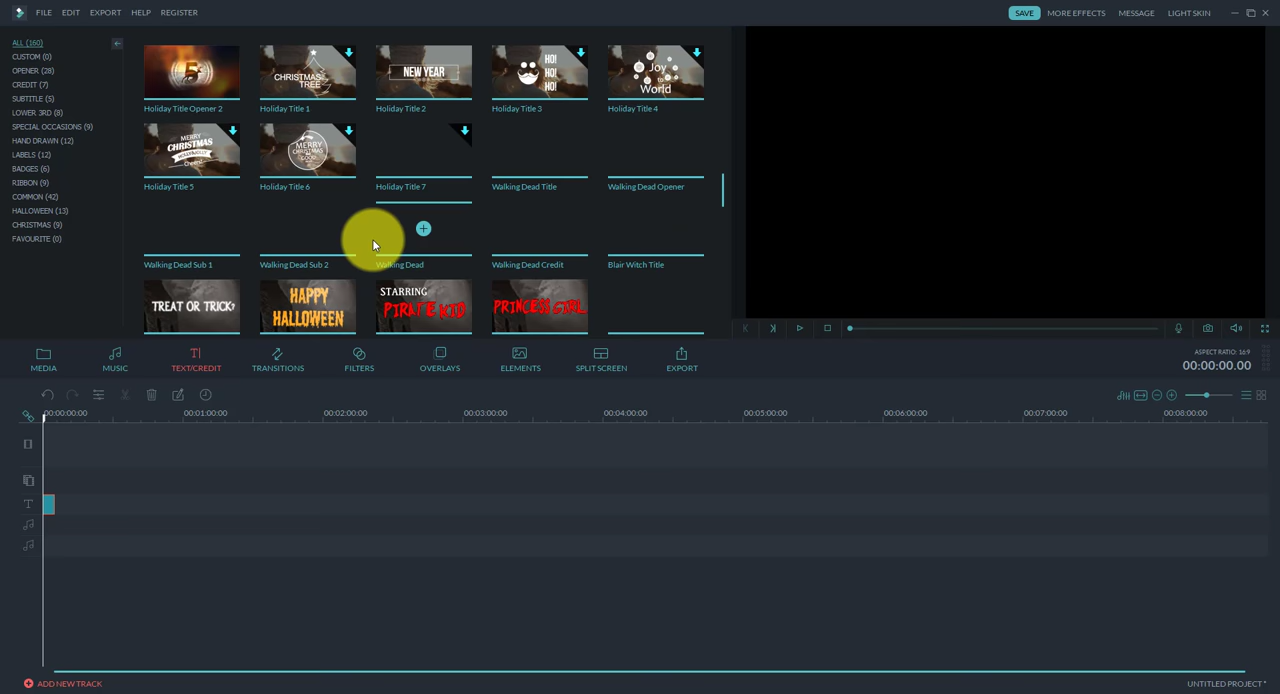 FILE EDIT EXPORT HELP REGISTER
SAVE MORE EFFECTS MESSAGE LIGHT SKIN
ALL (160)
CUSTOM (0)
OPENER (28)
CREDIT (7)
SUBTITLE (5)
LOWER 3RD (8)
SPECIAL OCCASIONS (9)
HAND DRAWN (12)
LABELS (12)
BADGES (6)
RIBBON (9)
COMMON (42)
HALLOWEEN (13)
CHRISTMAS (9)
FAVOURITE (0)
5
CHRISTMAS
TREE
NEW YEAR
HO!
HO!
HO!
Joy
to
World
Holiday Title Opener 2 Holiday Title 1 Holiday Title 2 Holiday Title 3 Holiday Title 4
MERRY
CHRISTMAS
HOLLY JOLLY
MERRY
CHRISTMAS
Holiday Title 5 Holiday Title 6 Holiday Title 7 Walking Dead Title Walking Dead Opener
Walking Dead Sub 1 Walking Dead Sub 2 Walking Dead Walking Dead Credit Blair Witch Title
TREAT OR TRICK?
HAPPY
HALLOWEEN
STARRING
PIRATE KID
PRINCESS GIRL
MEDIA MUSIC TEXT/CREDIT TRANSITIONS FILTERS OVERLAYS ELEMENTS SPLIT SCREEN EXPORT
ASPECT RATIO: 16:9
00:00:00.00
00:00:00:00 00:01:00:00 00:02:00:00 00:03:00:00 00:04:00:00 00:05:00:00 00:06:00:00 00:07:00:00 00:08:00:00
ADD NEW TRACK
UNTITLED PROJECT *